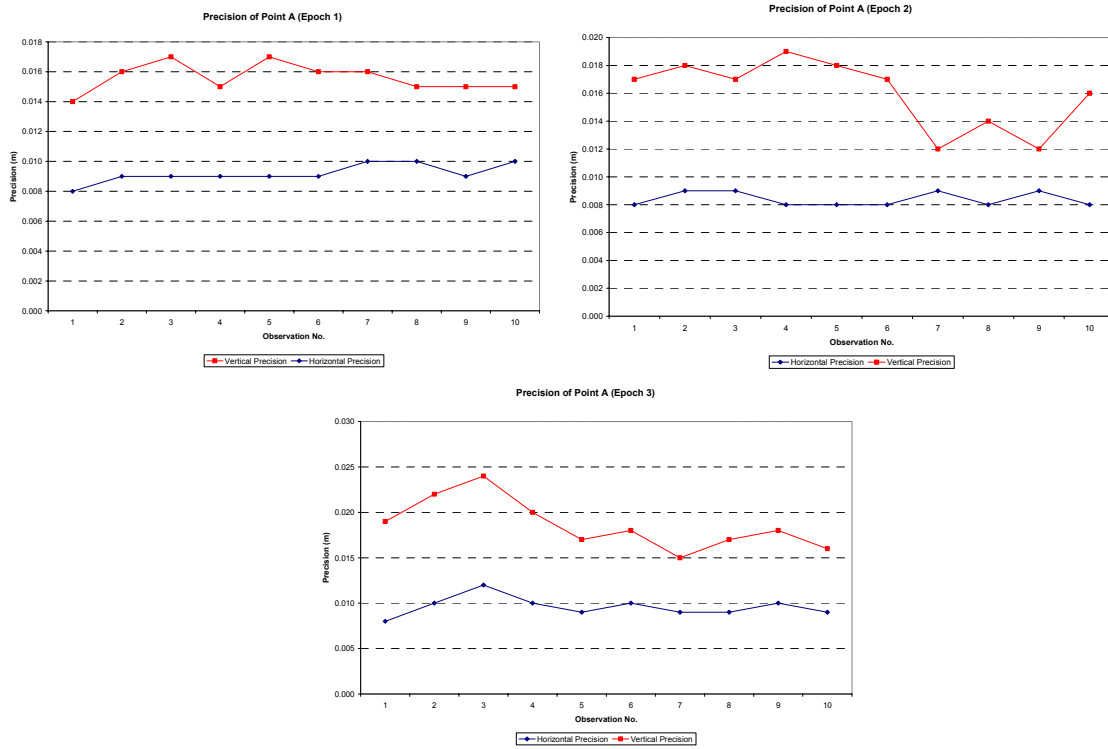 Precision of Point A (Epoch 1)
0.018
0.016
0.014
0.012
0.010
0.008
0.006
0.004
0.002
0.000
Precision (m)
1 2 3 4 5 6 7 8 9 10
Observation No.
Vertical Precision Horizontal Precision
Precision of Point A (Epoch 2)
0.020
0.018
0.016
0.014
0.012
0.010
0.008
0.006
0.004
0.002
0.000
Precision (m)
1 2 3 4 5 6 7 8 9 10
Observation No.
Horizontal Precision Vertical Precision
Precision of Point A (Epoch 3)
0.030
0.025
0.020
0.015
0.010
0.005
0.000
Precision (m)
1 2 3 4 5 6 7 8 9 10
Observation No.
Horizontal Precision Vertical Precision